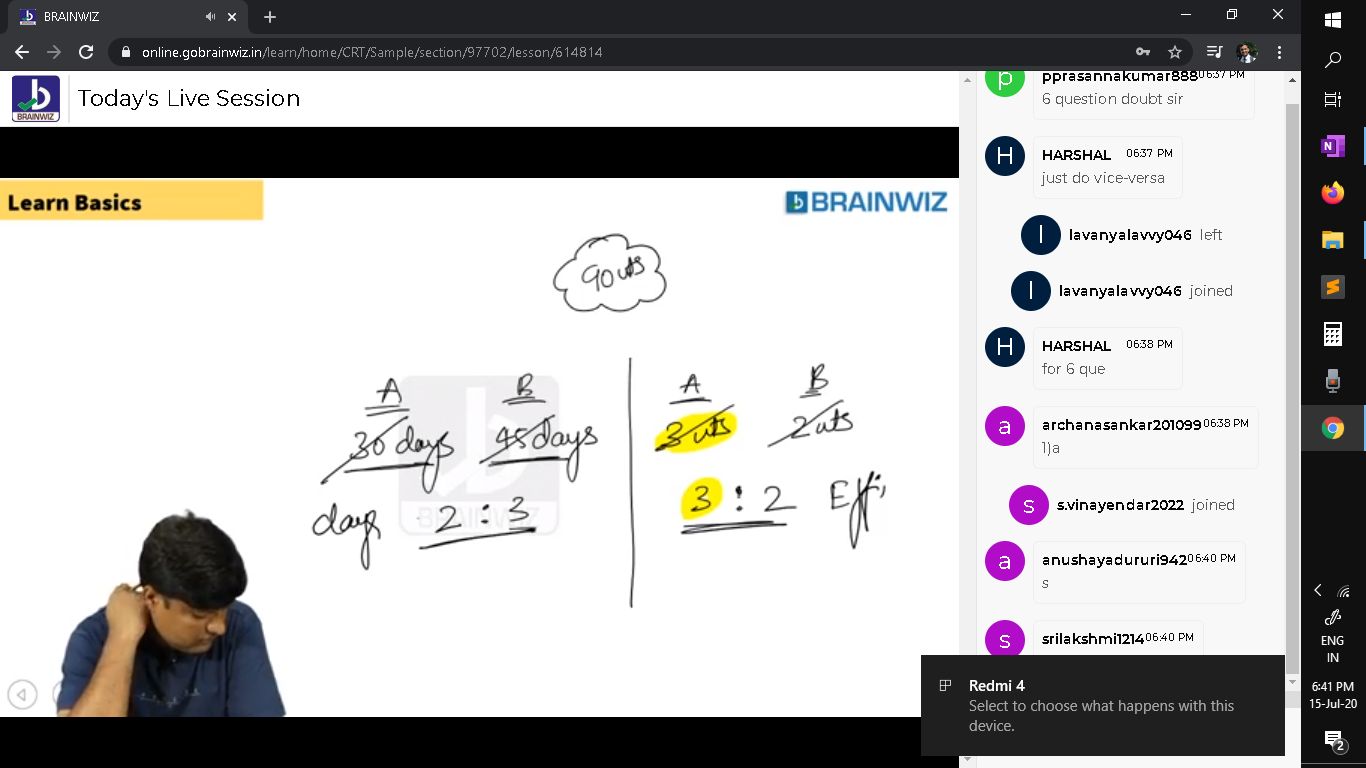 BRAINWIZ
online.gobrainwiz.in/learn/home/CRT/Sample/section/97702/lesson/614814
BRAINWIZ
Today's Live Session
Learn Basics
BRAINWIZ
90 uts
A B
30 days 45 days
days 2 : 3
A B
3 uts 2 uts
3 : 2 Effi,
BRAINWIZ
pprasannakumar888 06:37 PM
6 question doubt sir
H
HARSHAL 06:37 PM
just do vice-versa
l
lavanyalavvy046 left
l
lavanyalavvy046 joined
H
HARSHAL 06:38 PM
for 6 que
a
archanasankar201099 06:38 PM
1)a
s
s.vinayendar2022 joined
a
anushayadururi942 06:40 PM
s
s
srilakshmi1214 06:40 PM
Redmi 4
Select to choose what happens with this
device.
ENG
IN
6:41 PM
15-Jul-20
2